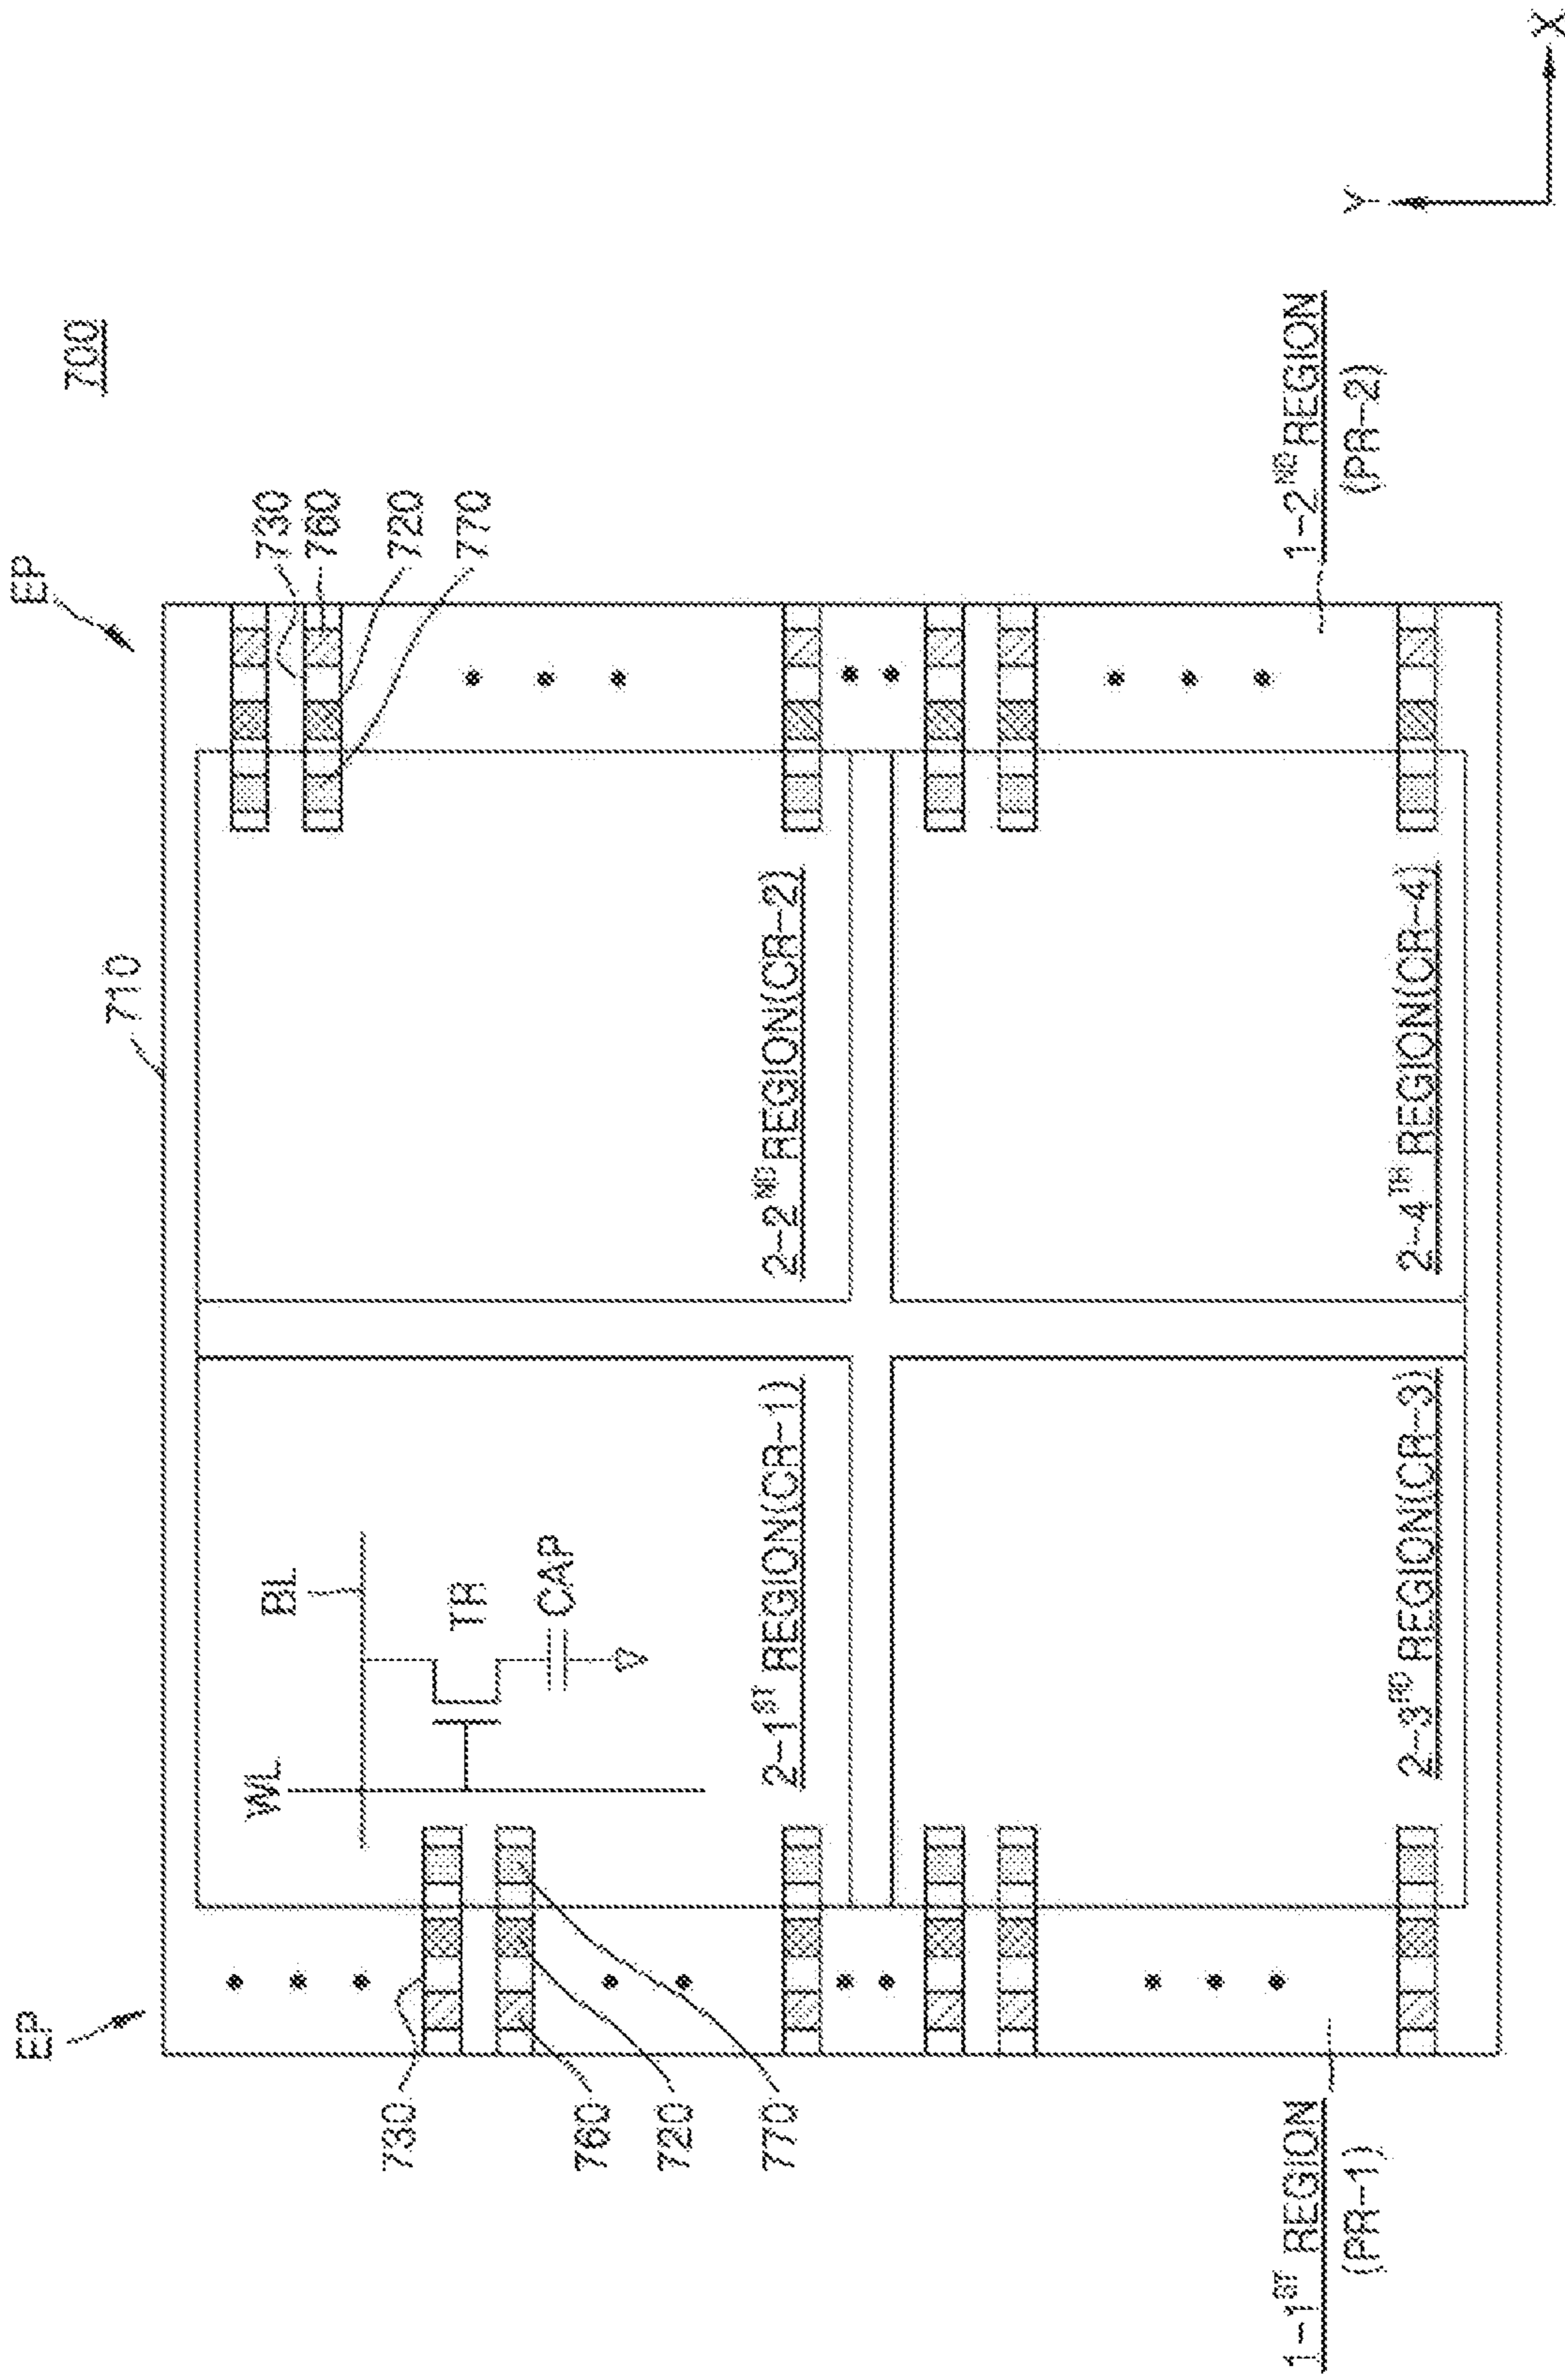 700
EP
EP
710
730
760
720
770
WL
BL
TR
CAP
730
760
720
770
2-1ST REGION(CR-1)
2-2ND REGION(CR-2)
2-3RD REGION(CR-3)
2-4TH REGION(CR-4)
1-1ST REGION
(PR-1)
1-2ND REGION
(PR-2)
Y
X